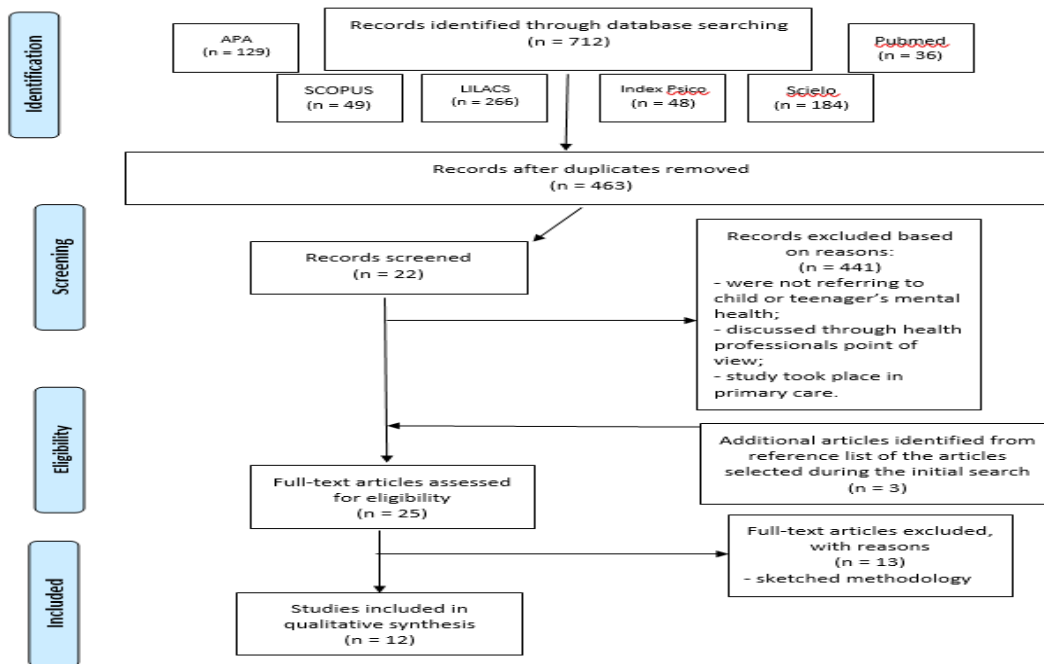 Identification
Records identified through database searching
(n = 712)
APA
(n = 129)
Pubmed
(n = 36)
SCOPUS
(n = 49)
LILACS
(n = 266)
Index Psico
(n = 48)
Scielo
(n = 184)
Records after duplicates removed
(n = 463)
Screening
Records screened
(n = 22)
Records excluded based
on reasons:
(n = 441)
- were not referring to
child or teenager's mental
health;
- discussed through health
professionals point of
view;
- study took place in
primary care.
Eligibility
Additional articles identified from
reference list of the articles
selected during the initial search
(n = 3)
Full-text articles assessed
for eligibility
(n = 25)
Full-text articles excluded,
with reasons
(n = 13)
- sketched methodology
Included
Studies included in
qualitative synthesis
(n = 12)